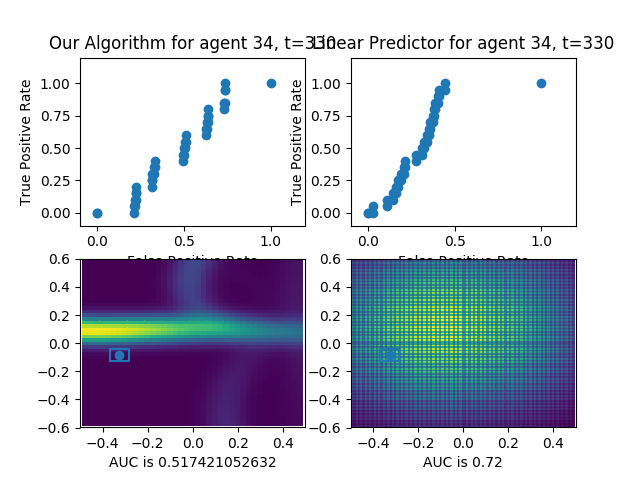 Our Algorithm for agent 34, t=330
Linear Predictor for agent 34, t=330
True Positive Rate
1.00
0.75
0.50
0.25
0.00
0.0 0.5 1.0
False Positive Rate
True Positive Rate
1.00
0.75
0.50
0.25
0.00
0.0 0.5 1.0
False Positive Rate
0.6
0.4
0.2
0.0
−0.2
−0.4
−0.6
−0.4 −0.2 0.0 0.2 0.4
AUC is 0.517421052632
0.6
0.4
0.2
0.0
−0.2
−0.4
−0.6
−0.4 −0.2 0.0 0.2 0.4
AUC is 0.72